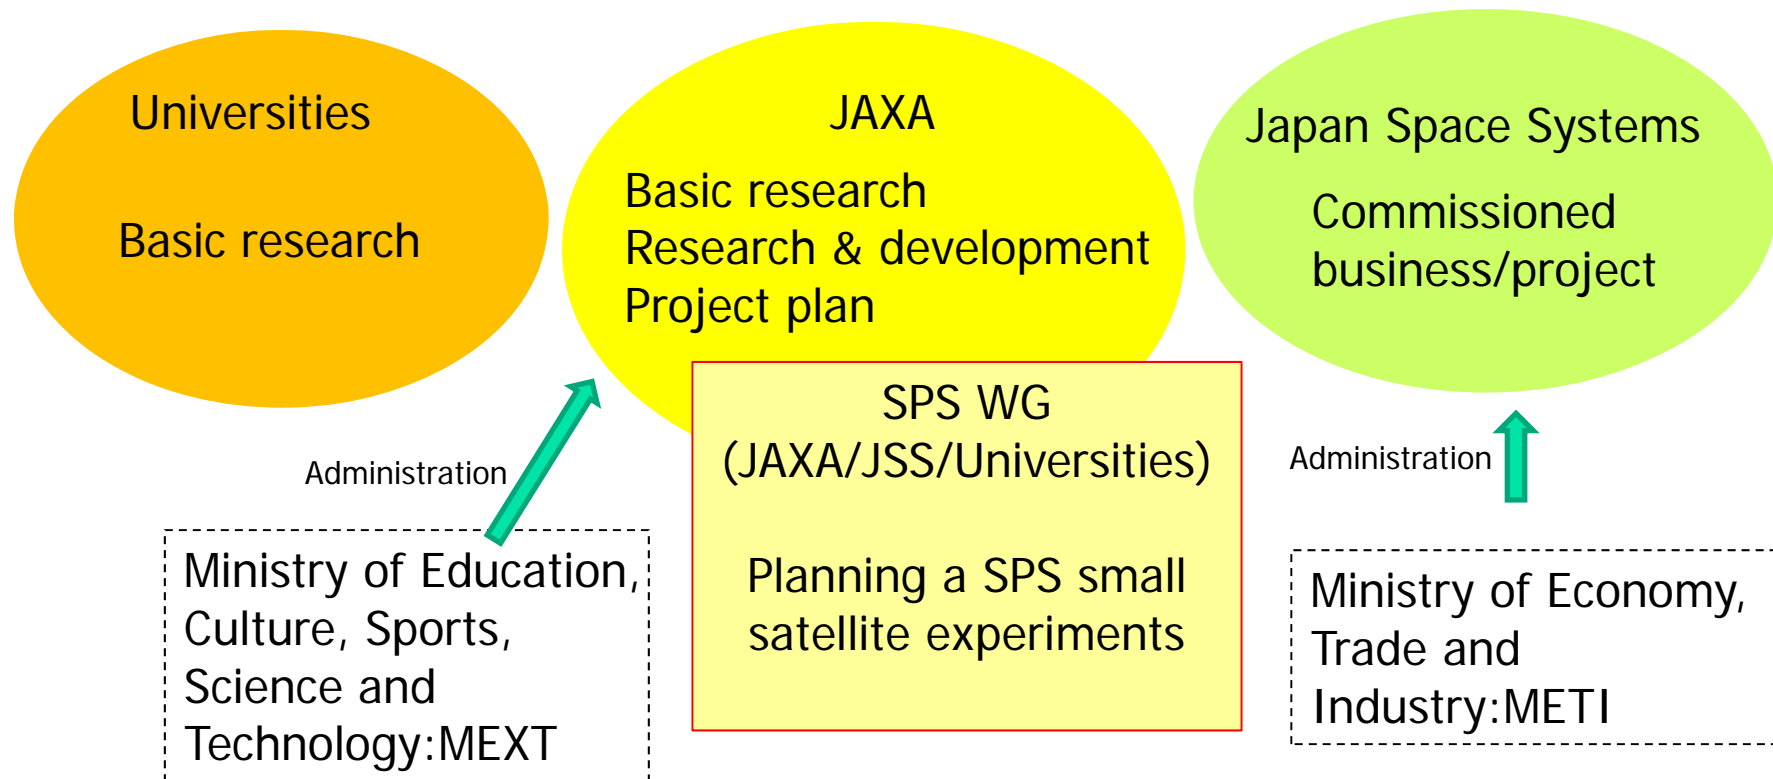 Universities
Basic research
JAXA
Basic research
Research & development
Project plan
Japan Space Systems
Commissioned
business/project
SPS WG
(JAXA/JSS/Universities)
Planning a SPS small
satellite experiments
Administration
Ministry of Education,
Culture, Sports,
Science and
Technology:MEXT
Administration
Ministry of Economy,
Trade and
Industry:METI